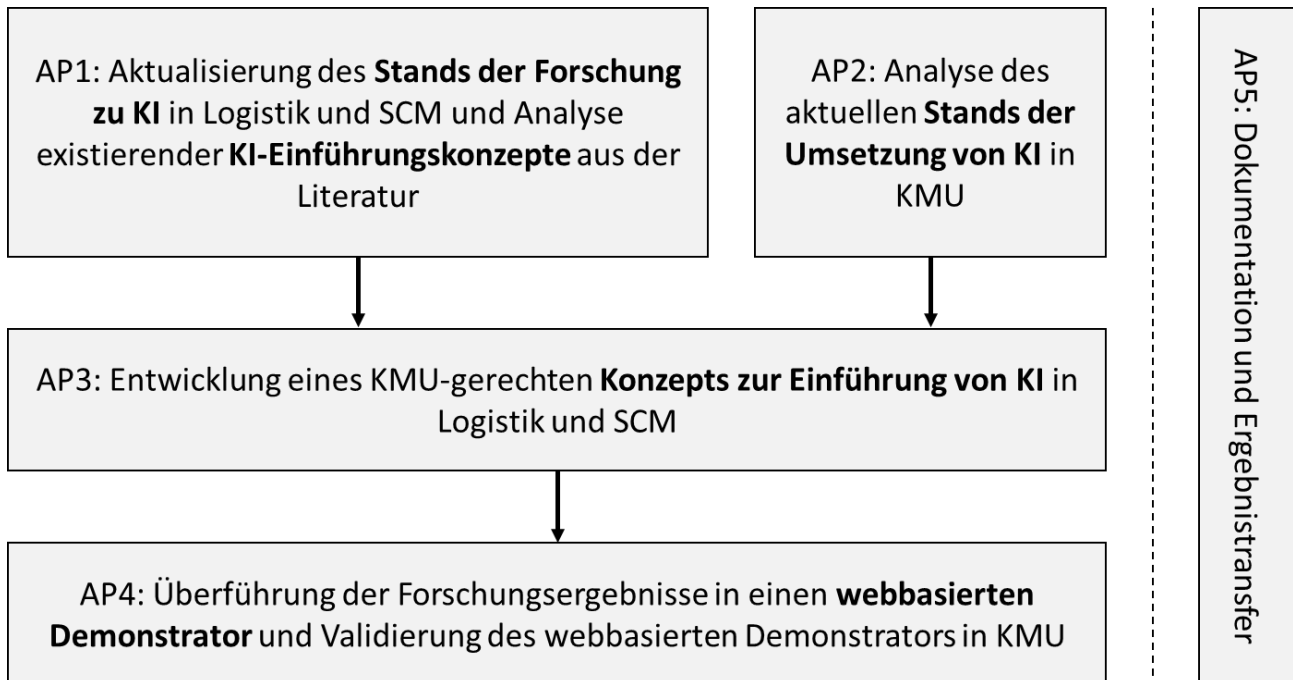 AP1: Aktualisierung des Stands der Forschung
zu KI in Logistik und SCM und Analyse
existierender KI-Einführungskonzepte aus der
Literatur
AP2: Analyse des
aktuellen Stands der
Umsetzung von KI in
KMU
AP3: Entwicklung eines KMU-gerechten Konzepts zur Einführung von KI in
Logistik und SCM
AP4: Überführung der Forschungsergebnisse in einen webbasierten
Demonstrator und Validierung des webbasierten Demonstrators in KMU
AP5: Dokumentation und Ergebnistransfer